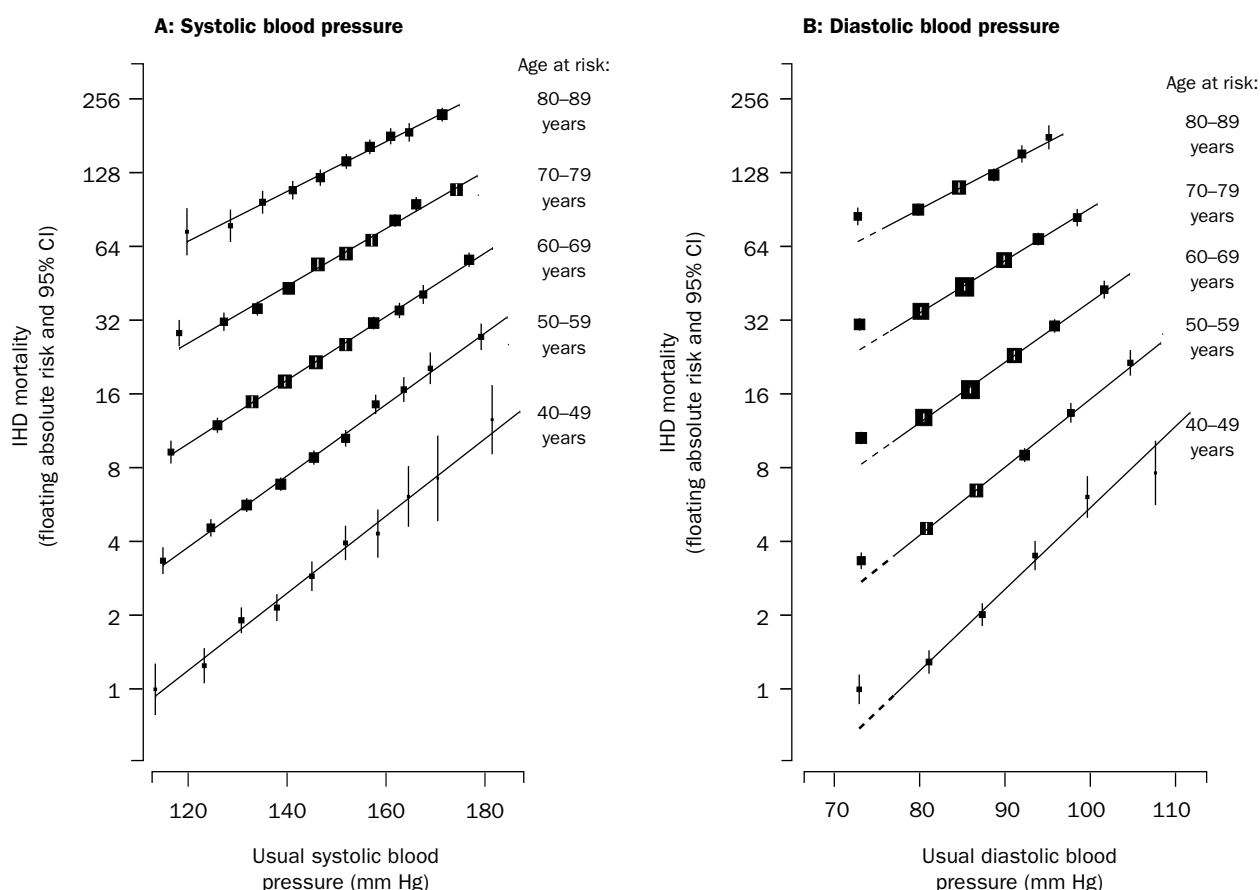 A: Systolic blood pressure
Age at risk:
256
128
64
32
16
8
4
2
1
IHD mortality
(floating absolute risk and 95% CI)
80–89
years
70–79
years
60–69
years
50–59
years
40–49
years
120 140 160 180
Usual systolic blood
pressure (mm Hg)
B: Diastolic blood pressure
Age at risk:
256
128
64
32
16
8
4
2
1
IHD mortality
(floating absolute risk and 95% CI)
80–89
years
70–79
years
60–69
years
50–59
years
40–49
years
70 80 90 100 110
Usual diastolic blood
pressure (mm Hg)